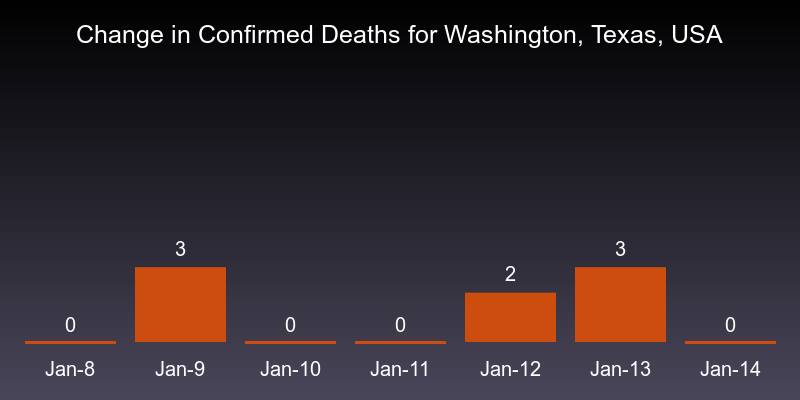 Change in Confirmed Deaths for Washington, Texas, USA
0 3 0 0 2 3 0
Jan-8 Jan-9 Jan-10 Jan-11 Jan-12 Jan-13 Jan-14